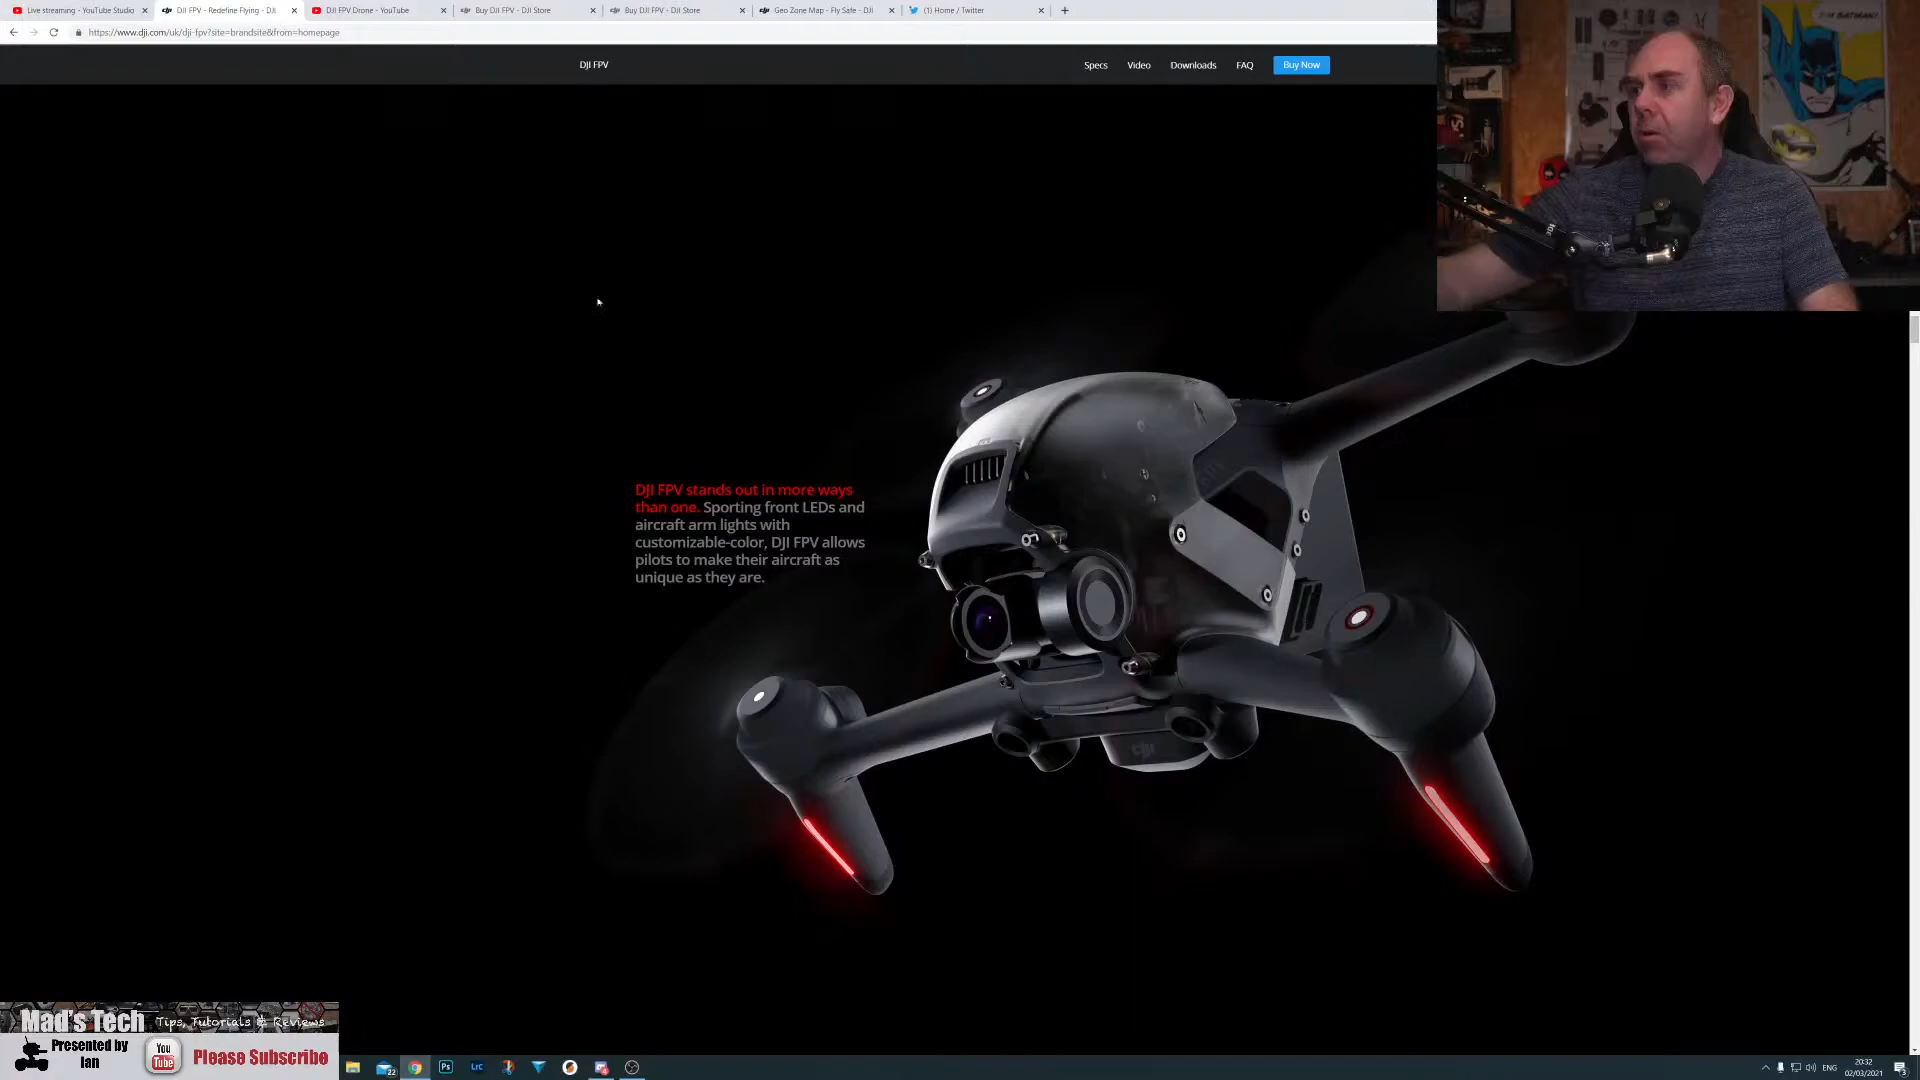 Live streaming - YouTube Studio
DJI FPV - Redefine Flying - DJI
DJI FPV Drone - YouTube
Buy DJI FPV - DJI Store
Buy DJI FPV - DJI Store
Geo Zone Map - Fly Safe - DJI
(1) Home / Twitter
https://www.dji.com/uk/dji-fpv?site=brandsite&from=homepage
DJI FPV
Specs
Video
Downloads
FAQ
Buy Now
DJI FPV stands out in more ways
than one. Sporting front LEDs and
aircraft arm lights with
customizable-color, DJI FPV allows
pilots to make their aircraft as
unique as they are.
Mad's Tech
Tips, Tutorials & Reviews
Presented by
Ian
You
Tube
Please Subscribe
22
Ps
Lrc
ENG
20:32
02/03/2021